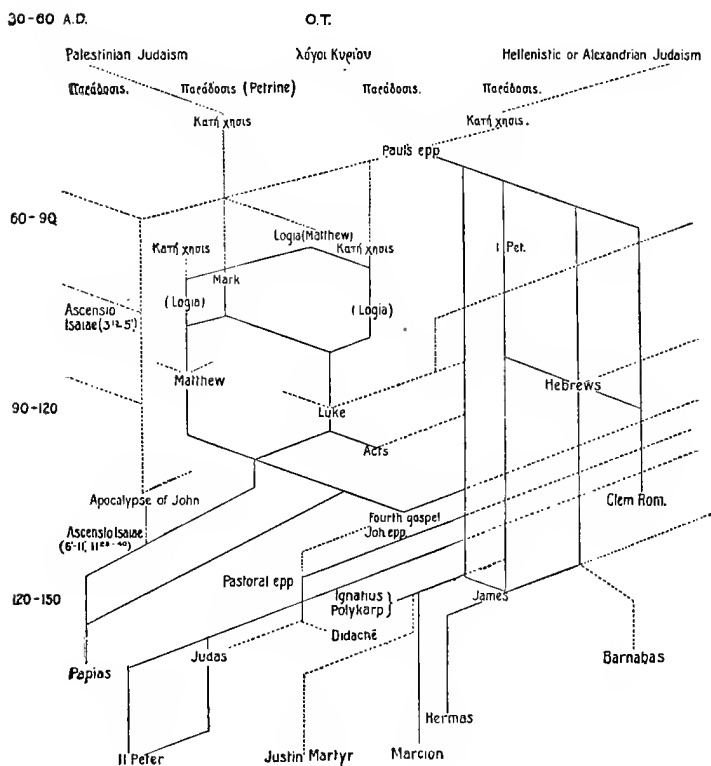 30-60 A.D. O.T.
Palestinian Judaism λόγοι Κυρίου Hellenistic or Alexandrian Judaism
Παράδοσις. Παράδοσις (Petrine) Παράδοσις. Παράδοσις.
Κατήχησις Κατήχησις.
Paul's epp
60-90
Logia (Matthew)
Κατήχησις Κατήχησις I Pet.
Mark
(Logia) (Logia)
Ascensio
Isaiae (3¹³-5¹)
Matthew Hebrews
90-120 Luke
Acts
Apocalypse of John Clem Rom.
Fourth gospel
Joh. epp.
Ascensio Isaiae
Pastoral epp
120-150 Ignatius James
Polykarp
Didachê
Judas Barnabas
Papias
Hermas
II Peter Justin Martyr Marcion